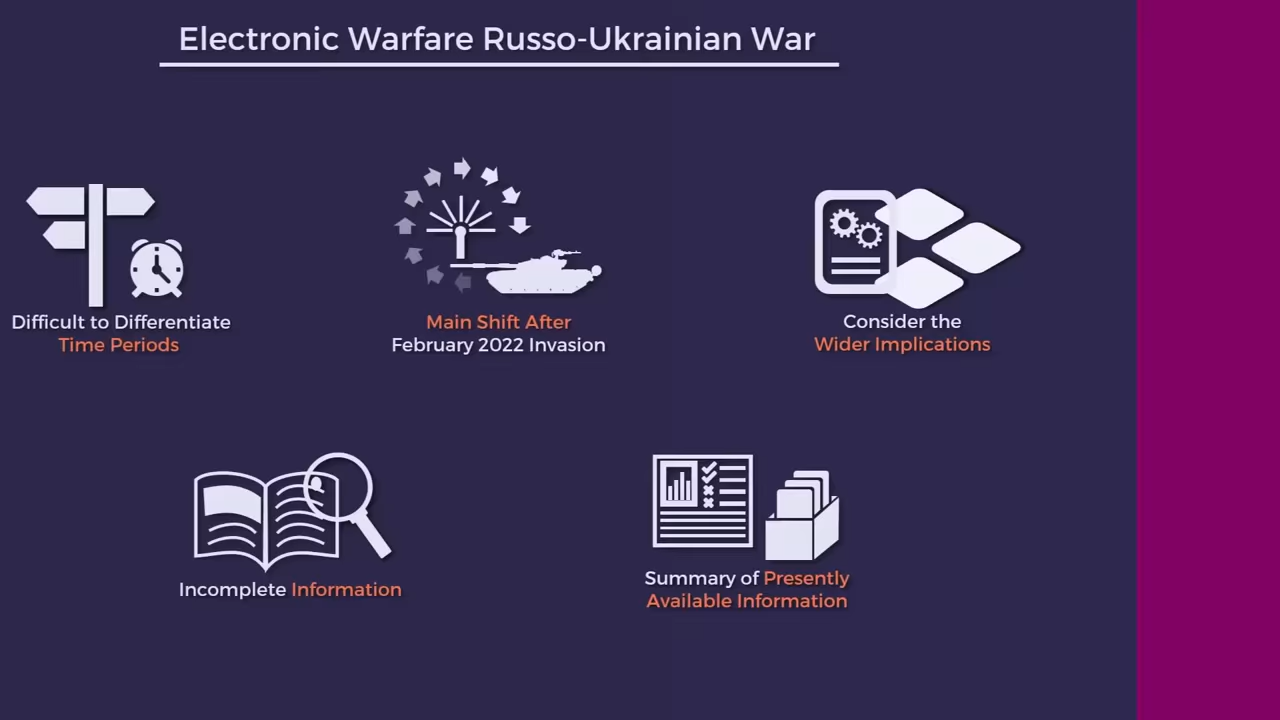 Electronic Warfare Russo-Ukrainian War
Difficult to Differentiate
Time Periods
Main Shift After
February 2022 Invasion
Consider the
Wider Implications
Incomplete Information
Summary of Presently
Available Information